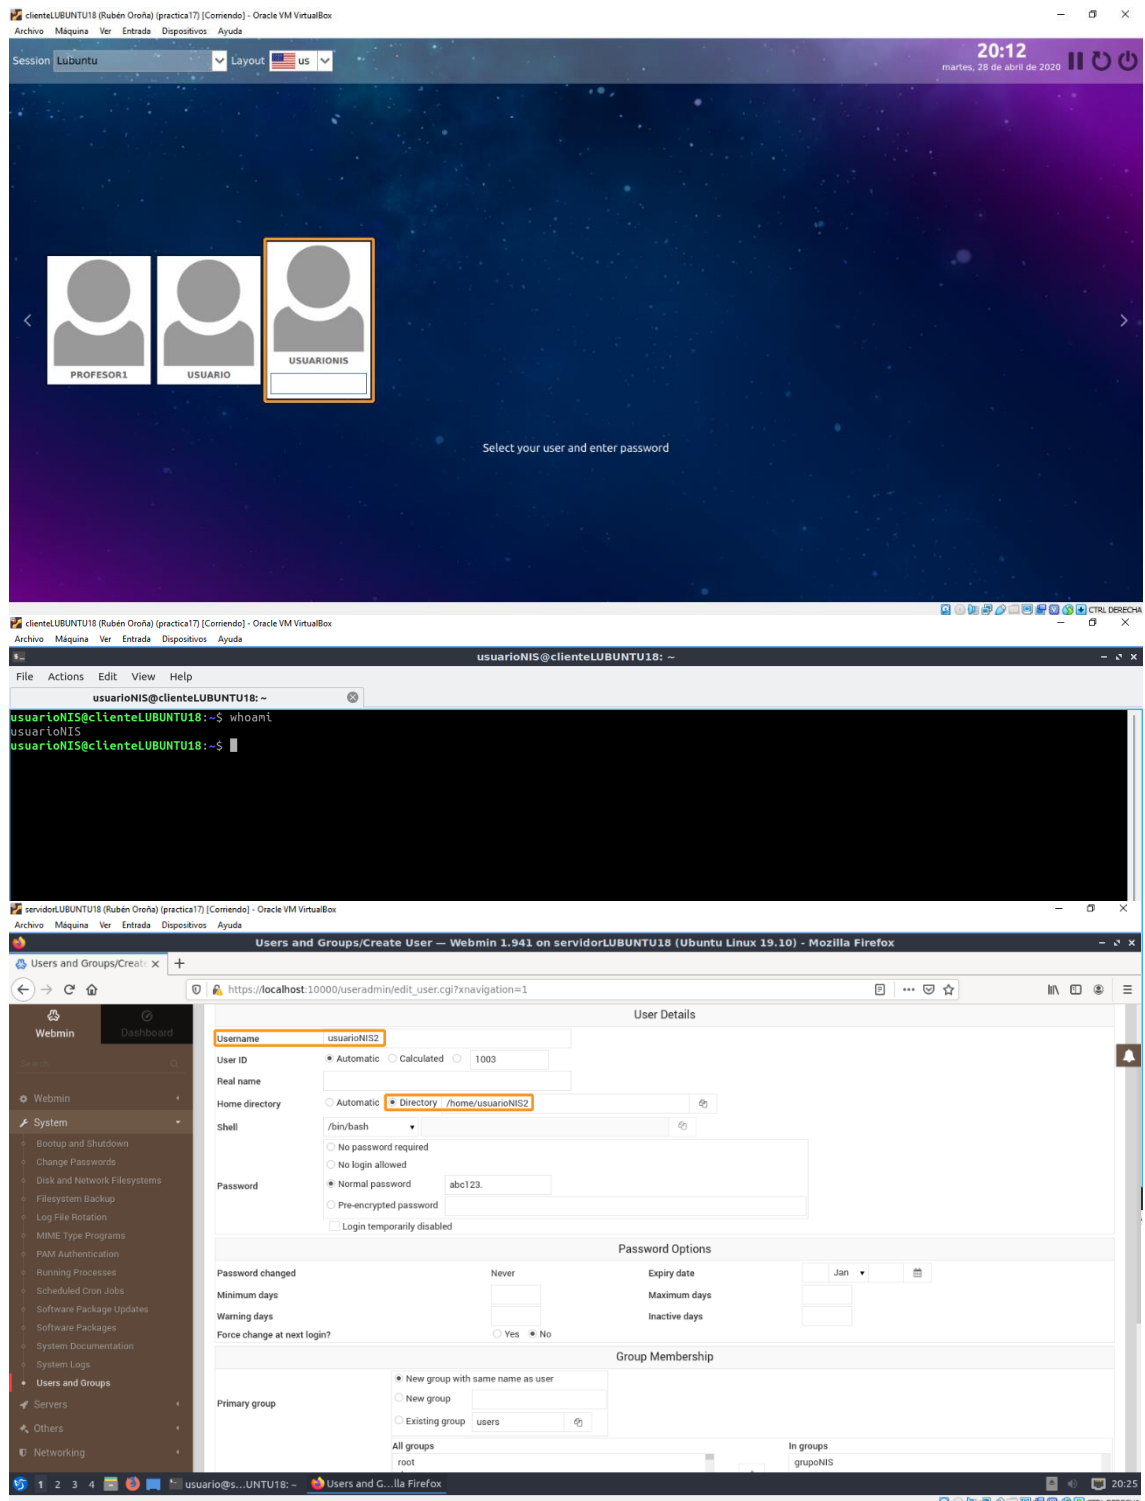 clienteLUBUNTU18 (Rubén Oroña) (practica17) [Corriendo] - Oracle VM VirtualBox
Archivo Máquina Ver Entrada Dispositivos Ayuda
Session Lubuntu Layout us
20:12
martes, 28 de abril de 2020
PROFESOR1
USUARIO
USUARIONIS
Select your user and enter password
CTRL DERECHA
clienteLUBUNTU18 (Rubén Oroña) (practica17) [Corriendo] - Oracle VM VirtualBox
Archivo Máquina Ver Entrada Dispositivos Ayuda
usuarioNIS@clienteLUBUNTU18: ~
File Actions Edit View Help
usuarioNIS@clienteLUBUNTU18: ~
usuarioNIS@clienteLUBUNTU18:~$ whoami
usuarioNIS
usuarioNIS@clienteLUBUNTU18:~$
servidorLUBUNTU18 (Rubén Oroña) (practica17) [Corriendo] - Oracle VM VirtualBox
Archivo Máquina Ver Entrada Dispositivos Ayuda
Users and Groups/Create User — Webmin 1.941 on servidorLUBUNTU18 (Ubuntu Linux 19.10) - Mozilla Firefox
Users and Groups/Creat
https://localhost:10000/useradmin/edit_user.cgi?xnavigation=1
Webmin
Dashboard
Search
Webmin
System
Bootup and Shutdown
Change Passwords
Disk and Network Filesystems
Filesystem Backup
Log File Rotation
MIME Type Programs
PAM Authentication
Running Processes
Scheduled Cron Jobs
Software Package Updates
Software Packages
System Documentation
System Logs
Users and Groups
Servers
Others
Networking
User Details
Username usuarioNIS2
User ID Automatic Calculated 1003
Real name
Home directory Automatic Directory /home/usuarioNIS2
Shell /bin/bash
Password
No password required
No login allowed
Normal password abc123.
Pre-encrypted password
Login temporarily disabled
Password Options
Password changed Never Expiry date Jan
Minimum days Maximum days
Warning days Inactive days
Force change at next login? Yes No
Group Membership
Primary group
New group with same name as user
New group
Existing group users
All groups In groups
root grupoNIS
1 2 3 4 usuario@s...UNTU18: ~ Users and G...lla Firefox 20:25